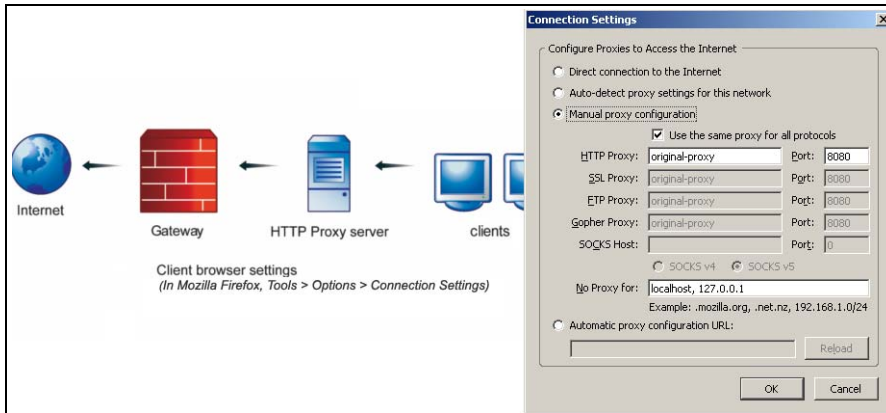 Internet
Gateway
HTTP Proxy server
clients
Client browser settings
(In Mozilla Firefox, Tools > Options > Connection Settings)
Connection Settings
Configure Proxies to Access the Internet
Direct connection to the Internet
Auto-detect proxy settings for this network
Manual proxy configuration
Use the same proxy for all protocols
HTTP Proxy: original-proxy Port: 8080
SSL Proxy: original-proxy Port: 8080
FTP Proxy: original-proxy Port: 8080
Gopher Proxy: original-proxy Port: 8080
SOCKS Host: Port: 0
SOCKS v4 SOCKS v5
No Proxy for: localhost, 127.0.0.1
Example: .mozilla.org, .net.nz, 192.168.1.0/24
Automatic proxy configuration URL:
Reload
OK Cancel